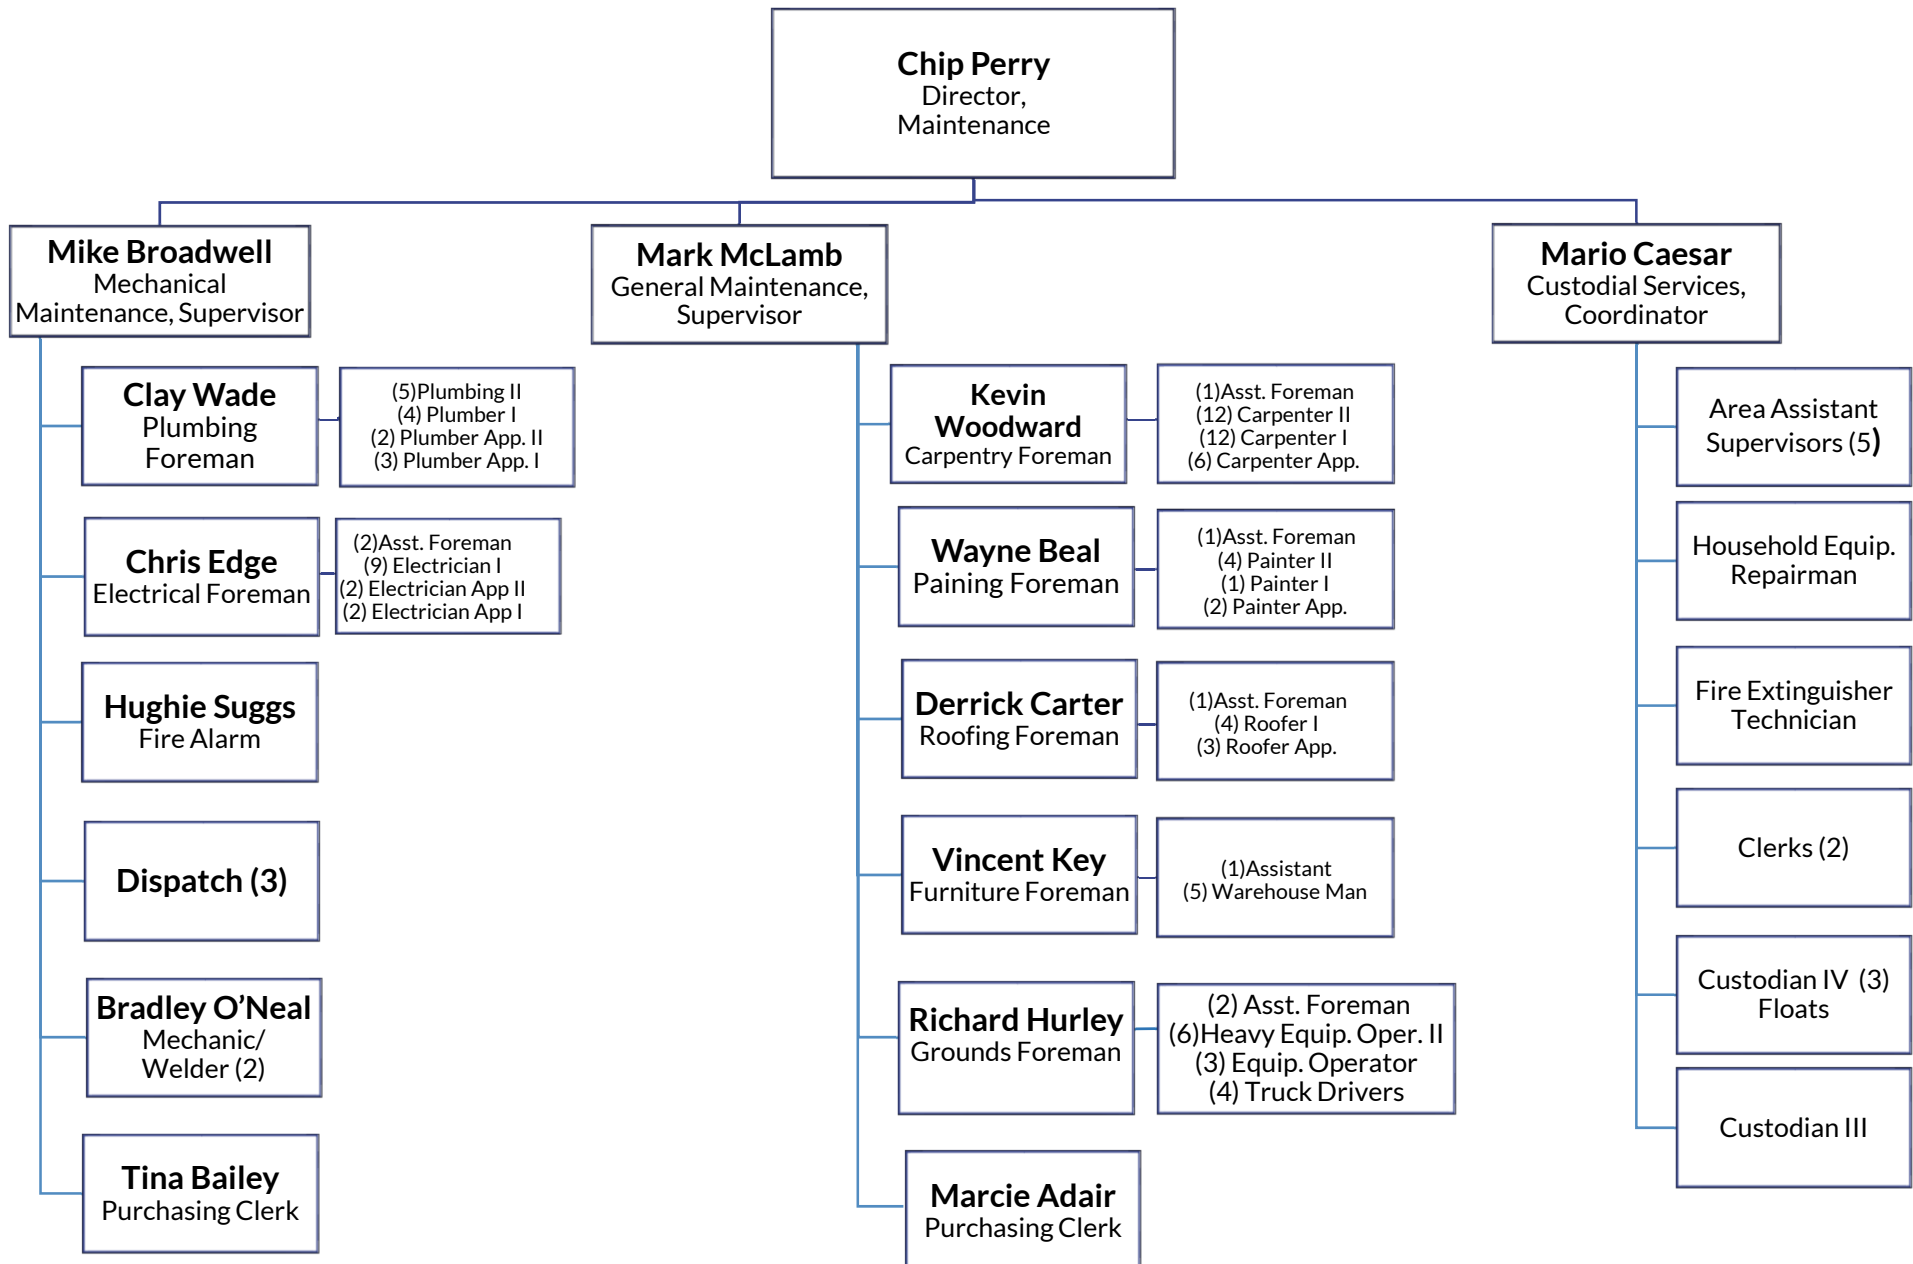 Chip Perry
Director,
Maintenance
Mike Broadwell
Mechanical
Maintenance, Supervisor
Clay Wade
Plumbing
Foreman
(5)Plumbing II
(4) Plumber I
(2) Plumber App. II
(3) Plumber App. I
Chris Edge
Electrical Foreman
(2)Asst. Foreman
(9) Electrician I
(2) Electrician App II
(2) Electrician App I
Hughie Suggs
Fire Alarm
Dispatch (3)
Bradley O’Neal
Mechanic/
Welder (2)
Tina Bailey
Purchasing Clerk
Mark McLamb
General Maintenance,
Supervisor
Kevin
Woodward
Carpentry Foreman
(1)Asst. Foreman
(12) Carpenter II
(12) Carpenter I
(6) Carpenter App.
Wayne Beal
Paining Foreman
(1)Asst. Foreman
(4) Painter II
(1) Painter I
(2) Painter App.
Derrick Carter
Roofing Foreman
(1)Asst. Foreman
(4) Roofer I
(3) Roofer App.
Vincent Key
Furniture Foreman
(1)Assistant
(5) Warehouse Man
Richard Hurley
Grounds Foreman
(2) Asst. Foreman
(6)Heavy Equip. Oper. II
(3) Equip. Operator
(4) Truck Drivers
Marcie Adair
Purchasing Clerk
Mario Caesar
Custodial Services,
Coordinator
Area Assistant
Supervisors (5)
Household Equip.
Repairman
Fire Extinguisher
Technician
Clerks (2)
Custodian IV (3)
Floats
Custodian III